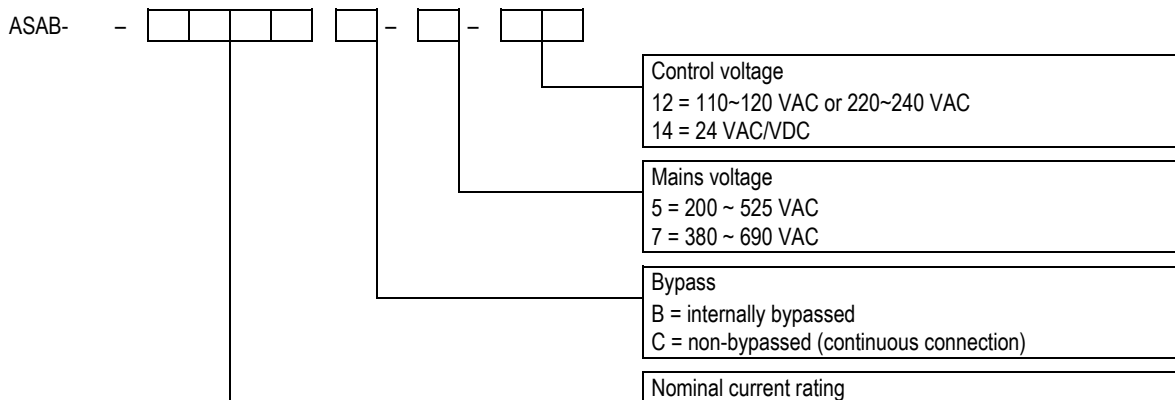 ASAB- – – –
Control voltage
12 = 110~120 VAC or 220~240 VAC
14 = 24 VAC/VDC
Mains voltage
5 = 200 ~ 525 VAC
7 = 380 ~ 690 VAC
Bypass
B = internally bypassed
C = non-bypassed (continuous connection)
Nominal current rating